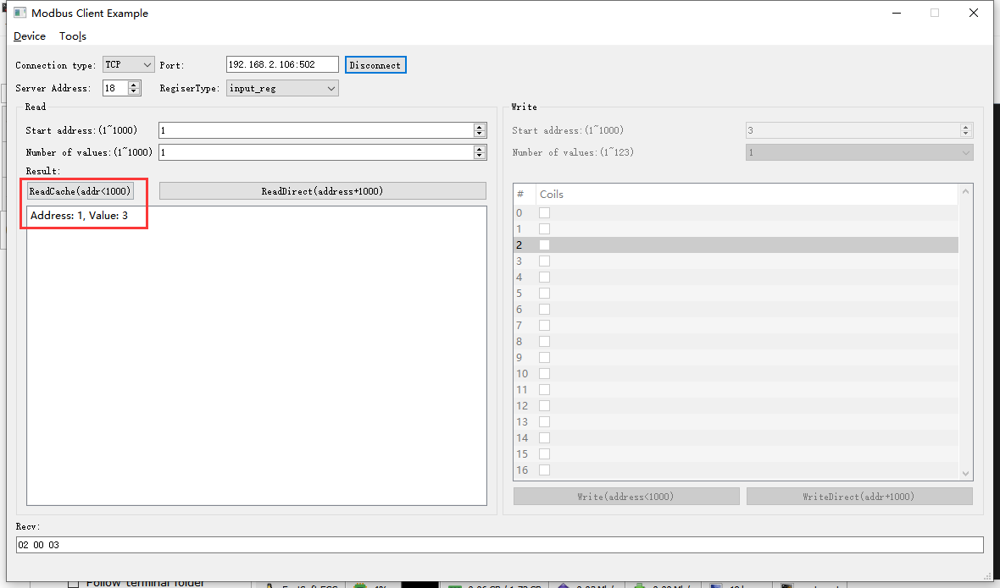 Modbus Client Example
Device Tools
Connection type: TCP Port: 192.168.2.106:502 Disconnect
Server Address: 18 RegiserType: input_reg
Read
Start address:(1~1000) 1
Number of values:(1~1000) 1
Result:
ReadCache(addr<1000) ReadDirect(address+1000)
Address: 1, Value: 3
Write
Start address:(1~1000) 3
Number of values:(1~123) 1
# Coils
0
1
2
3
4
5
6
7
8
9
10
11
12
13
14
15
16
Write(address<1000) WriteDirect(addr+1000)
Recv:
02 00 03
Follow terminal folder